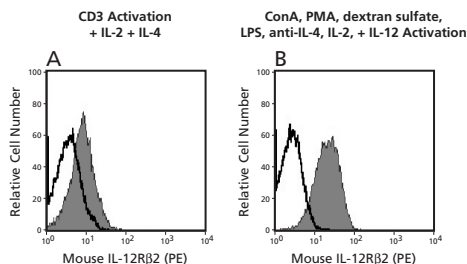 CD3 Activation
+ IL-2 + IL-4
ConA, PMA, dextran sulfate,
LPS, anti-IL-4, IL-2, + IL-12 Activation
A
B
Relative Cell Number
100
80
60
40
20
0
10⁰ 10¹ 10² 10³ 10⁴
Mouse IL-12Rβ2 (PE)
Relative Cell Number
100
80
60
40
20
0
10⁰ 10¹ 10² 10³ 10⁴
Mouse IL-12Rβ2 (PE)